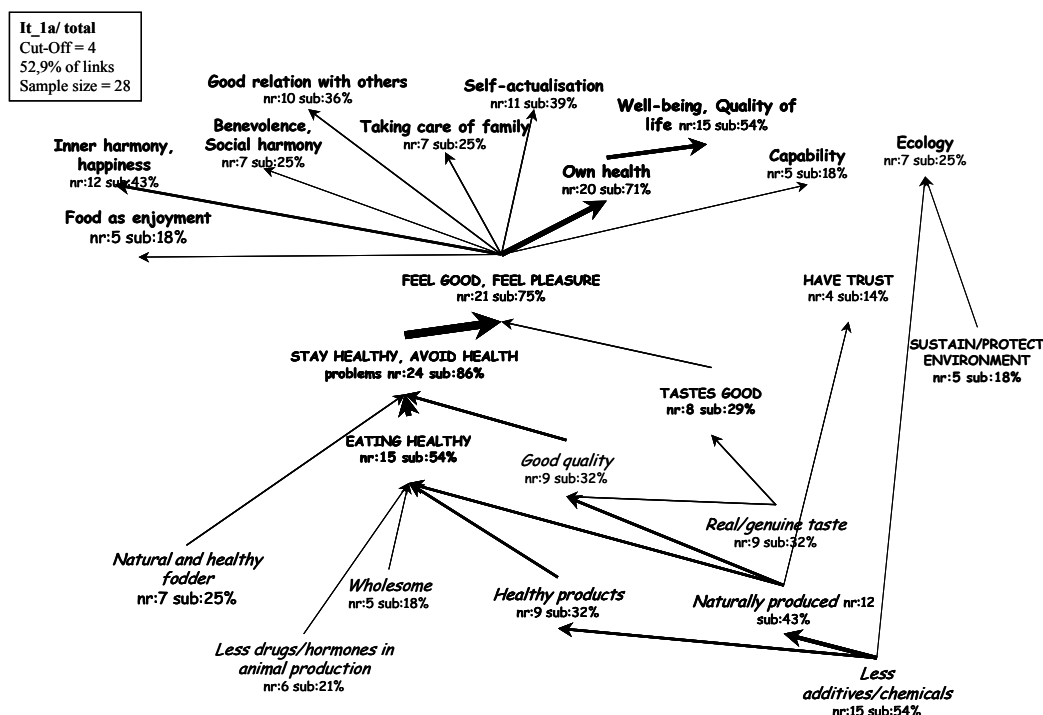 It_1a/ total
Cut-Off = 4
52,9% of links
Sample size = 28
Good relation with others
nr:10 sub:36%
Self-actualisation
nr:11 sub:39%
Well-being, Quality of
life nr:15 sub:54%
Benevolence,
Social harmony
nr:7 sub:25%
Taking care of family
nr:7 sub:25%
Ecology
nr:7 sub:25%
Inner harmony,
happiness
nr:12 sub:43%
Own health
nr:20 sub:71%
Capability
nr:5 sub:18%
Food as enjoyment
nr:5 sub:18%
FEEL GOOD, FEEL PLEASURE
nr:21 sub:75%
HAVE TRUST
nr:4 sub:14%
SUSTAIN/PROTECT
ENVIRONMENT
nr:5 sub:18%
STAY HEALTHY, AVOID HEALTH
problems nr:24 sub:86%
TASTES GOOD
nr:8 sub:29%
EATING HEALTHY
nr:15 sub:54%
Good quality
nr:9 sub:32%
Real/genuine taste
nr:9 sub:32%
Natural and healthy
fodder
nr:7 sub:25%
Wholesome
nr:5 sub:18%
Healthy products
nr:9 sub:32%
Naturally produced nr:12
sub:43%
Less drugs/hormones in
animal production
nr:6 sub:21%
Less
additives/chemicals
nr:15 sub:54%